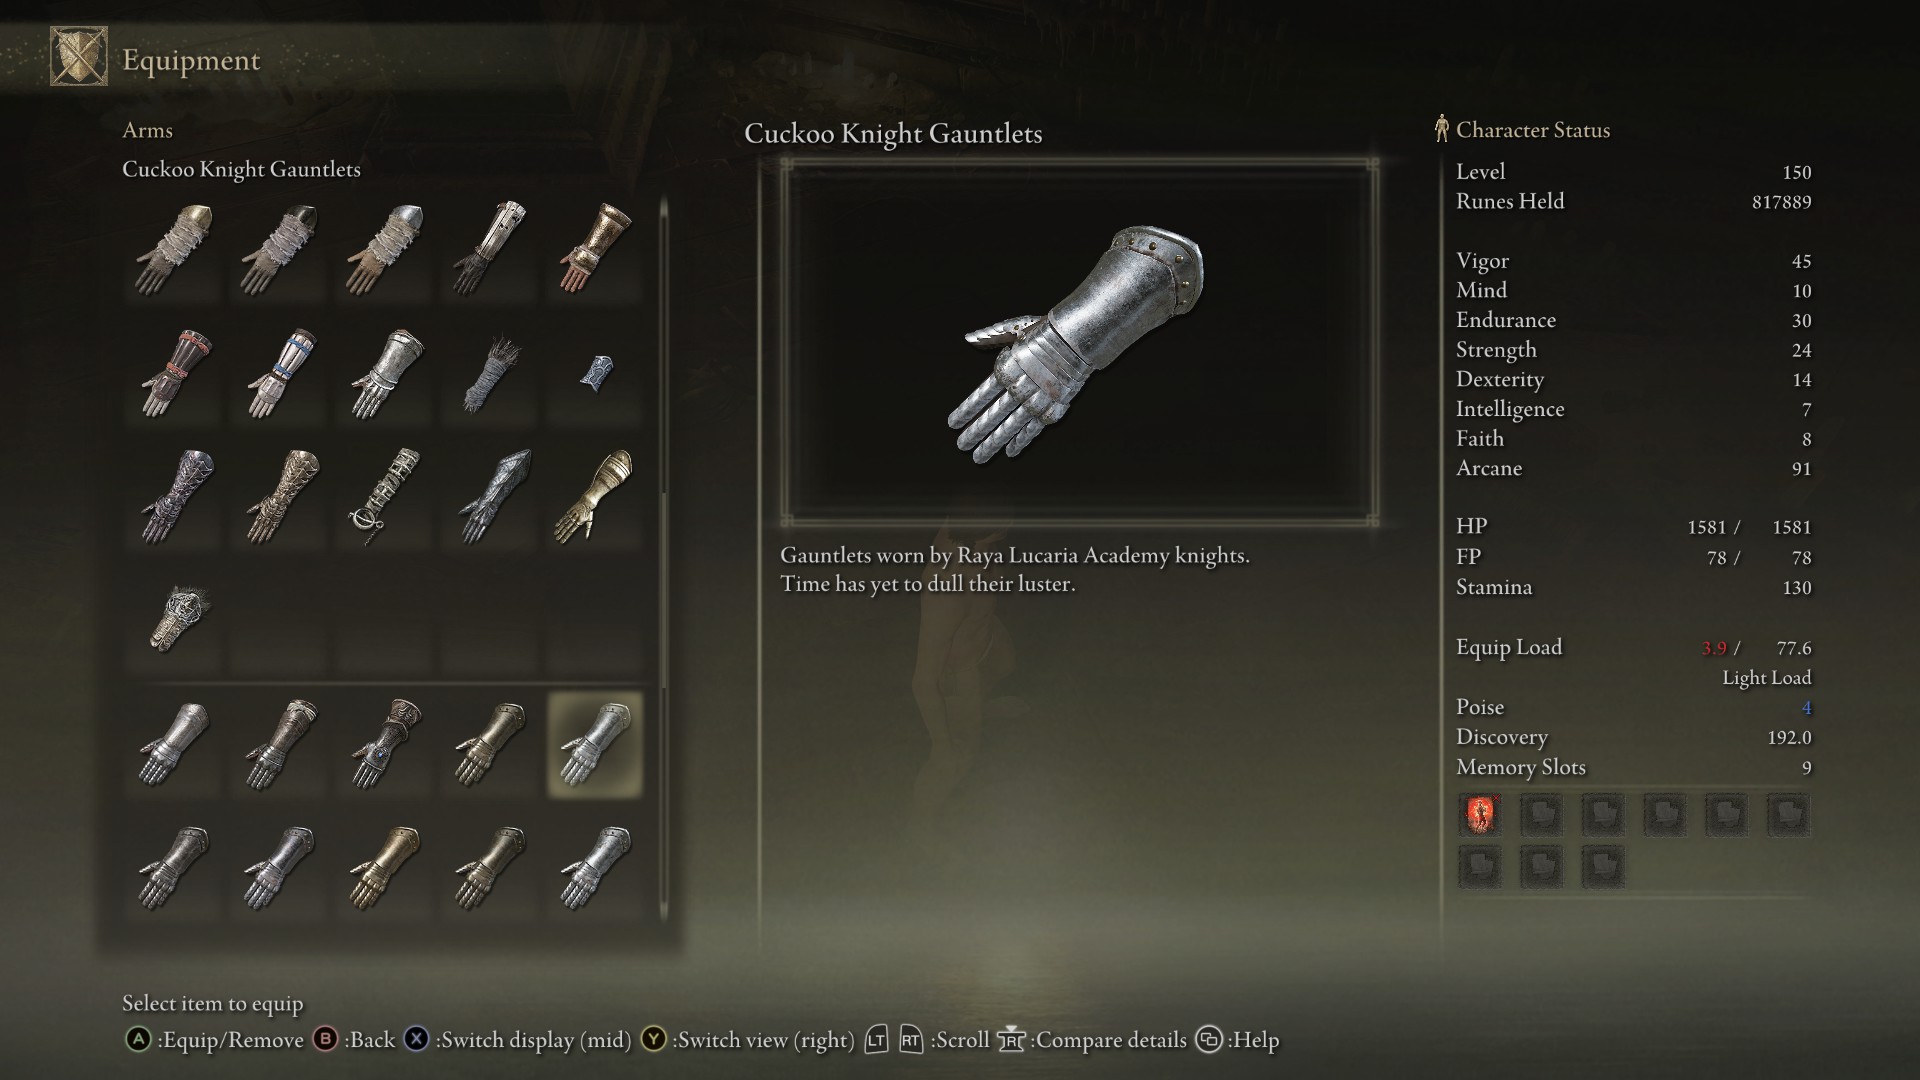 Equipment
Arms
Cuckoo Knight Gauntlets
Cuckoo Knight Gauntlets
Gauntlets worn by Raya Lucaria Academy knights.
Time has yet to dull their luster.
Character Status
Level 150
Runes Held 817889
Vigor 45
Mind 10
Endurance 30
Strength 24
Dexterity 14
Intelligence 7
Faith 8
Arcane 91
HP 1581 / 1581
FP 78 / 78
Stamina 130
Equip Load 3.9 / 77.6
Light Load
Poise 4
Discovery 192.0
Memory Slots 9
Select item to equip
A :Equip/Remove B :Back X :Switch display (mid) Y :Switch view (right) LT RT :Scroll R :Compare details :Help